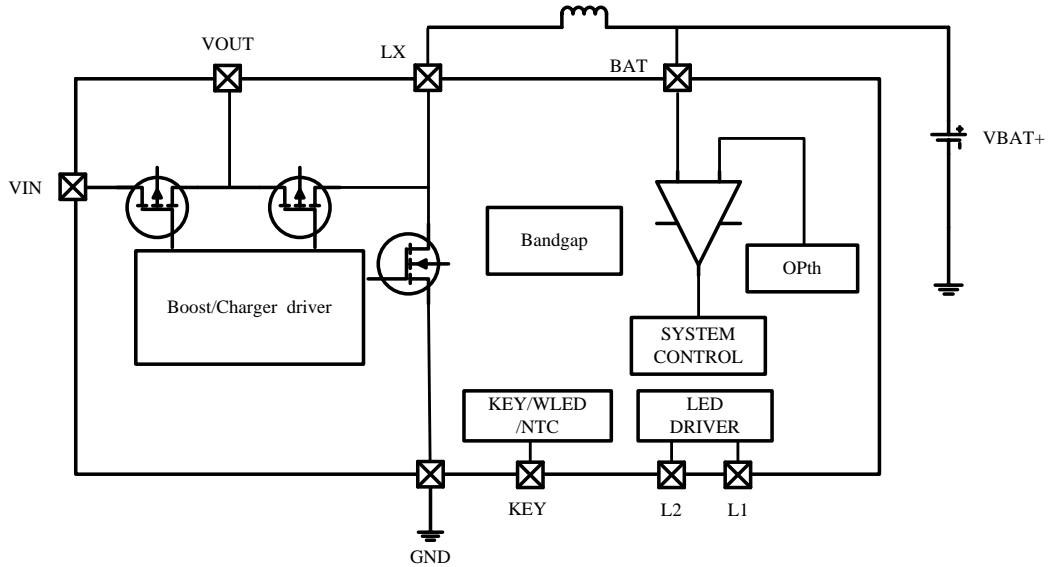 VOUT
LX
BAT
VIN
VBAT+
Bandgap
OPth
Boost/Charger driver
SYSTEM
CONTROL
KEY/WLED
/NTC
LED
DRIVER
KEY
L2
L1
GND